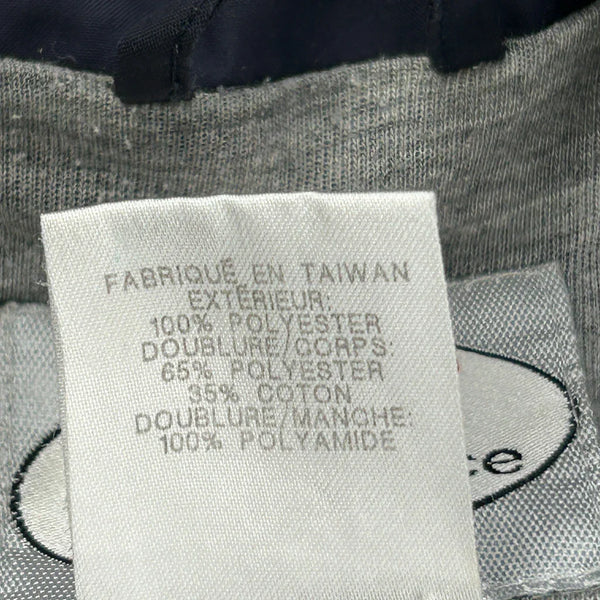 FABRIQUÉ EN TAIWAN
EXTÉRIEUR:
100% POLYESTER
DOUBLURE/CORPS:
65% POLYESTER
35% COTON
DOUBLURE/MANCHE:
100% POLYAMIDE